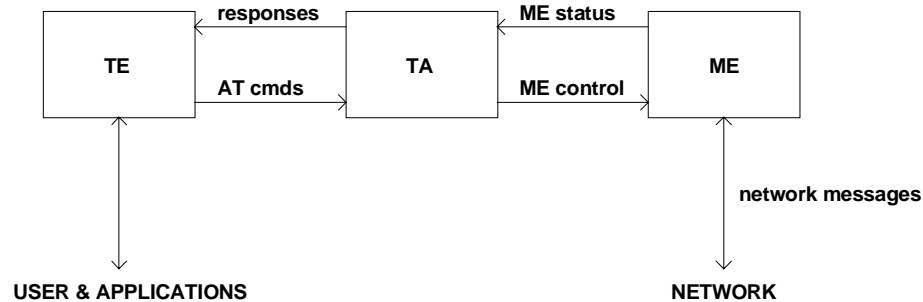 responses
ME status
TE
TA
ME
AT cmds
ME control
network messages
USER & APPLICATIONS
NETWORK